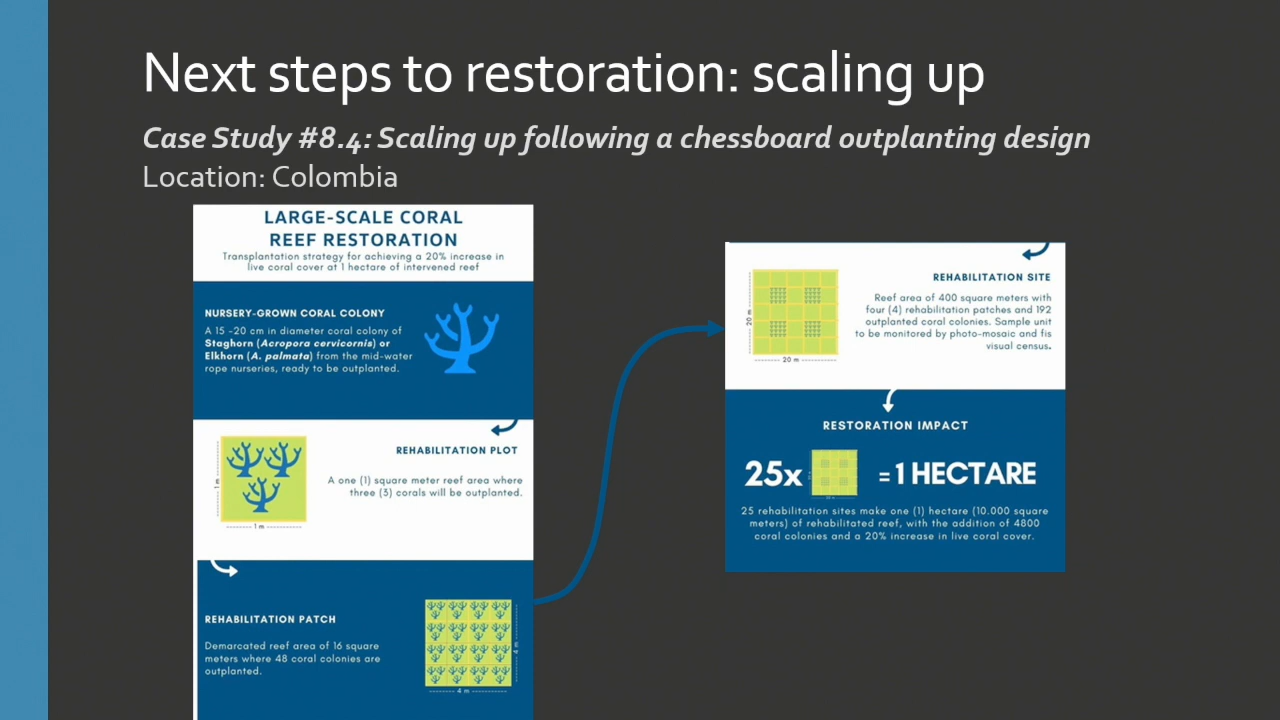 Next steps to restoration: scaling up
Case Study #8.4: Scaling up following a chessboard outplanting design
Location: Colombia
LARGE-SCALE CORAL
REEF RESTORATION
Transplantation strategy for achieving a 20% increase in
live coral cover at 1 hectare of intervened reef
NURSERY-GROWN CORAL COLONY
A 15 -20 cm in diameter coral colony of
Staghorn (Acropora cervicornis) or
Elkhorn (A. palmata) from the mid-water
rope nurseries, ready to be outplanted.
REHABILITATION PLOT
A one (1) square meter reef area where
three (3) corals will be outplanted.
1 m
1 m
REHABILITATION PATCH
Demarcated reef area of 16 square
meters where 48 coral colonies are
outplanted.
4 m
4 m
REHABILITATION SITE
Reef area of 400 square meters with
four (4) rehabilitation patches and 192
outplanted coral colonies. Sample unit
to be monitored by photo-mosaic and fis
visual census.
20 m
20 m
RESTORATION IMPACT
25x = 1 HECTARE
25 rehabilitation sites make one (1) hectare (10.000 square
meters) of rehabilitated reef, with the addition of 4800
coral colonies and a 20% increase in live coral cover.